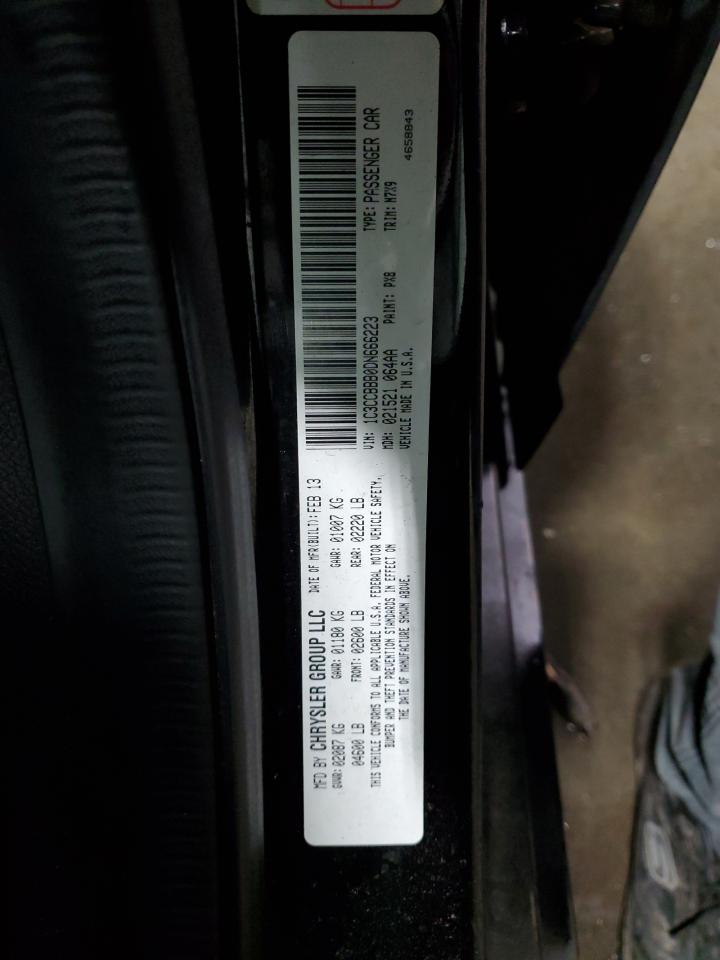 MFD BY CHRYSLER GROUP LLC DATE OF MFR(BUILT): FEB 13
GVWR: 02087 KG GAWR: 01180 KG GAWR: 01007 KG
04600 LB FRONT: 02600 LB REAR: 02220 LB
THIS VEHICLE CONFORMS TO ALL APPLICABLE U.S.A. FEDERAL MOTOR VEHICLE SAFETY,
BUMPER AND THEFT PREVENTION STANDARDS IN EFFECT ON
THE DATE OF MANUFACTURE SHOWN ABOVE.
VIN: 1C3CCBBB0DN666223 TYPE: PASSENGER CAR
MDH: 021521 064AA PAINT: PX8 TRIM: M7X9
VEHICLE MADE IN U.S.A. 4658843